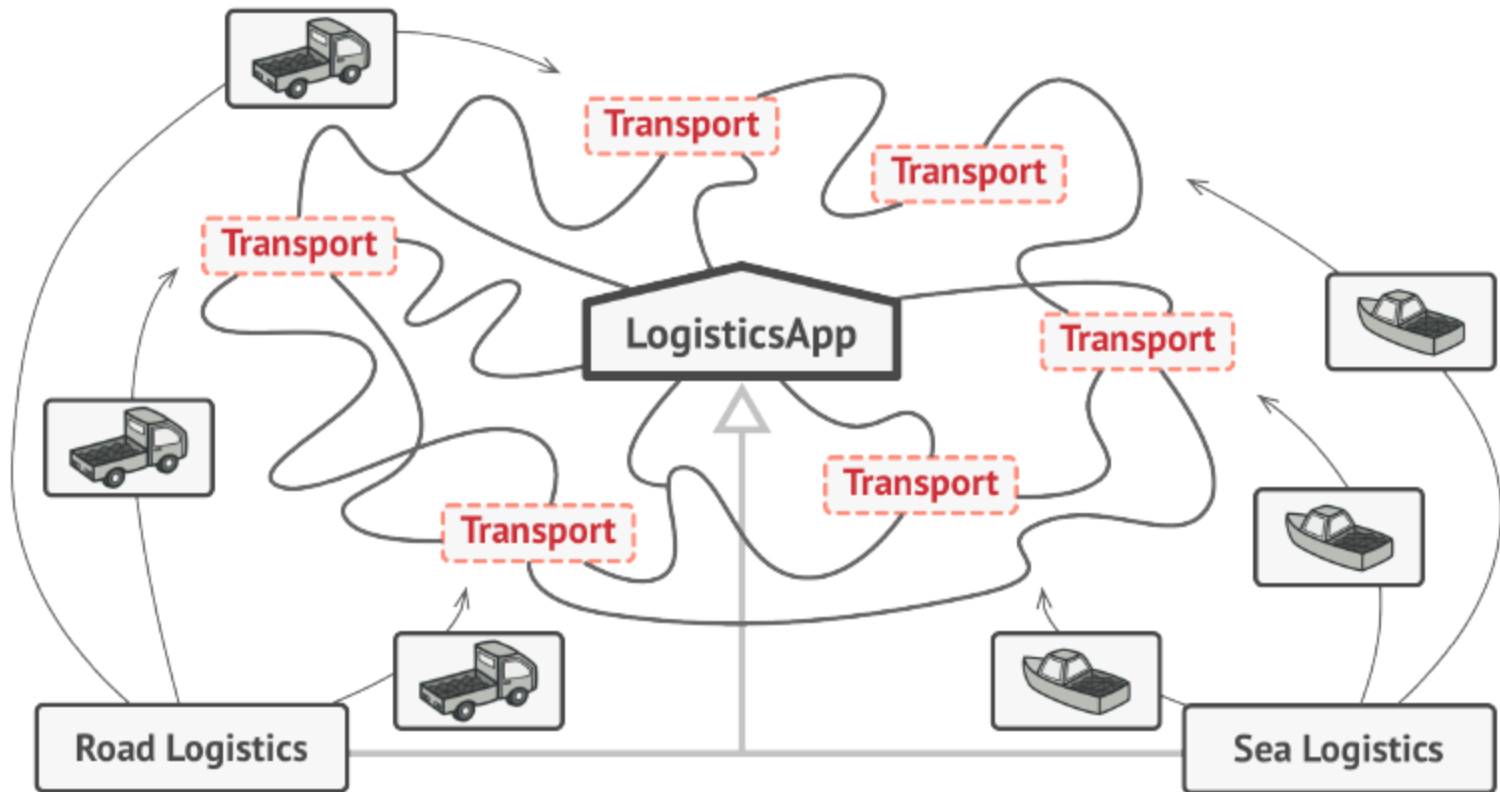 Transport
Transport
Transport
LogisticsApp
Transport
Transport
Transport
Road Logistics
Sea Logistics